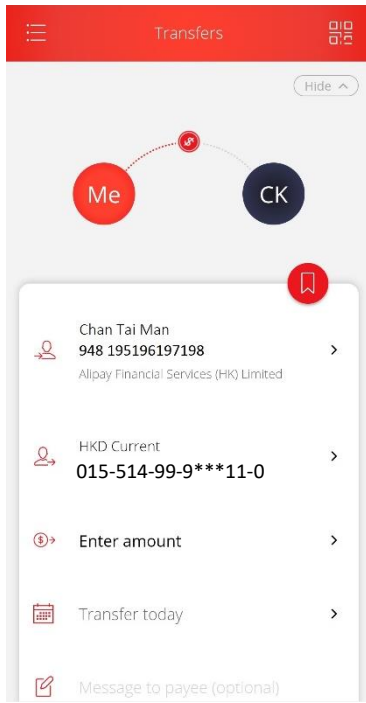 Transfers
Hide
Me
CK
Chan Tai Man
948 195196197198
Alipay Financial Services (HK) Limited
HKD Current
015-514-99-9***11-0
Enter amount
Transfer today
Message to payee (optional)